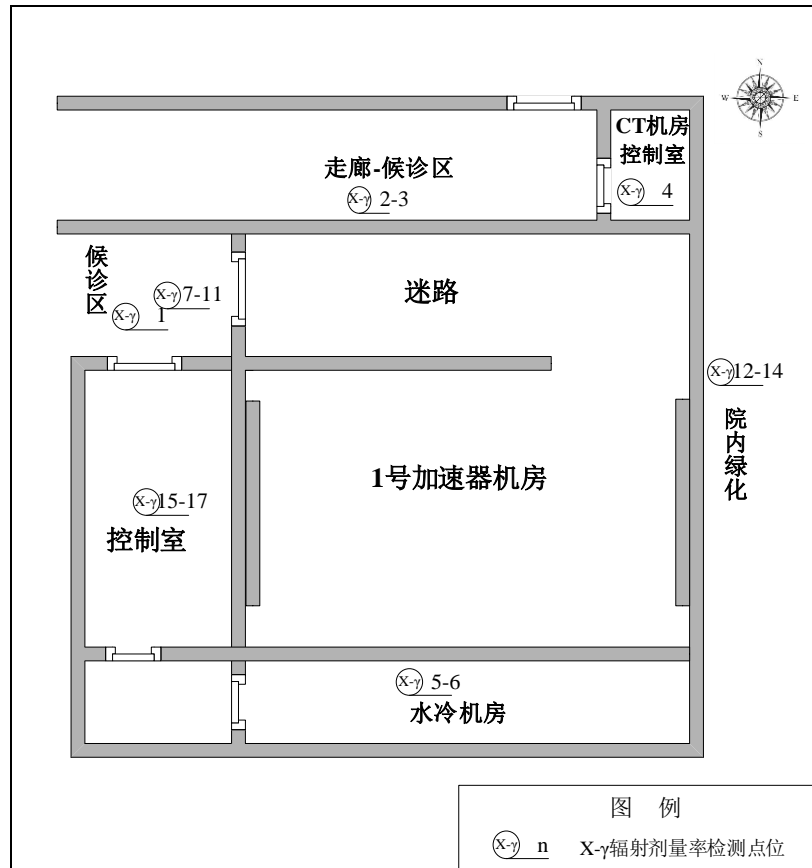 N
W
E
S
CT机房
控制室
X-γ 4
走廊-候诊区
X-γ 2-3
候诊区
X-γ 7-11
X-γ 1
迷路
X-γ 12-14
院内绿化
1号加速器机房
X-γ 15-17
控制室
X-γ 5-6
水冷机房
图 例
X-γ n X-γ辐射剂量率检测点位